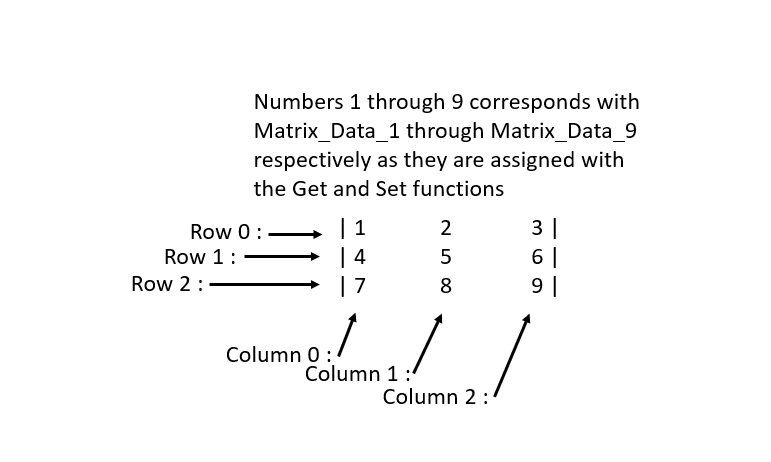 Numbers 1 through 9 corresponds with
Matrix_Data_1 through Matrix_Data_9
respectively as they are assigned with
the Get and Set functions
Row 0 : | 1 2 3 |
Row 1 : | 4 5 6 |
Row 2 : | 7 8 9 |
Column 0 :
Column 1 :
Column 2 :